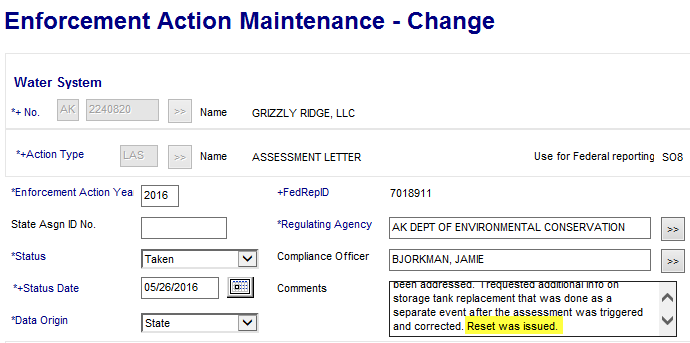 Enforcement Action Maintenance - Change
Water System
*+ No. AK 2240820 >> Name GRIZZLY RIDGE, LLC
*+Action Type LAS >> Name ASSESSMENT LETTER Use for Federal reporting SO8
*Enforcement Action Yea 2016 +FedRepID 7018911
State Asgn ID No. *Regulating Agency AK DEPT OF ENVIRONMENTAL CONSERVATION >>
*Status Taken Compliance Officer BJORKMAN, JAMIE >>
*+Status Date 05/26/2016 Comments
been addressed. I requested additional info on
storage tank replacement that was done as a
separate event after the assessment was triggered
and corrected. Reset was issued.
*Data Origin State